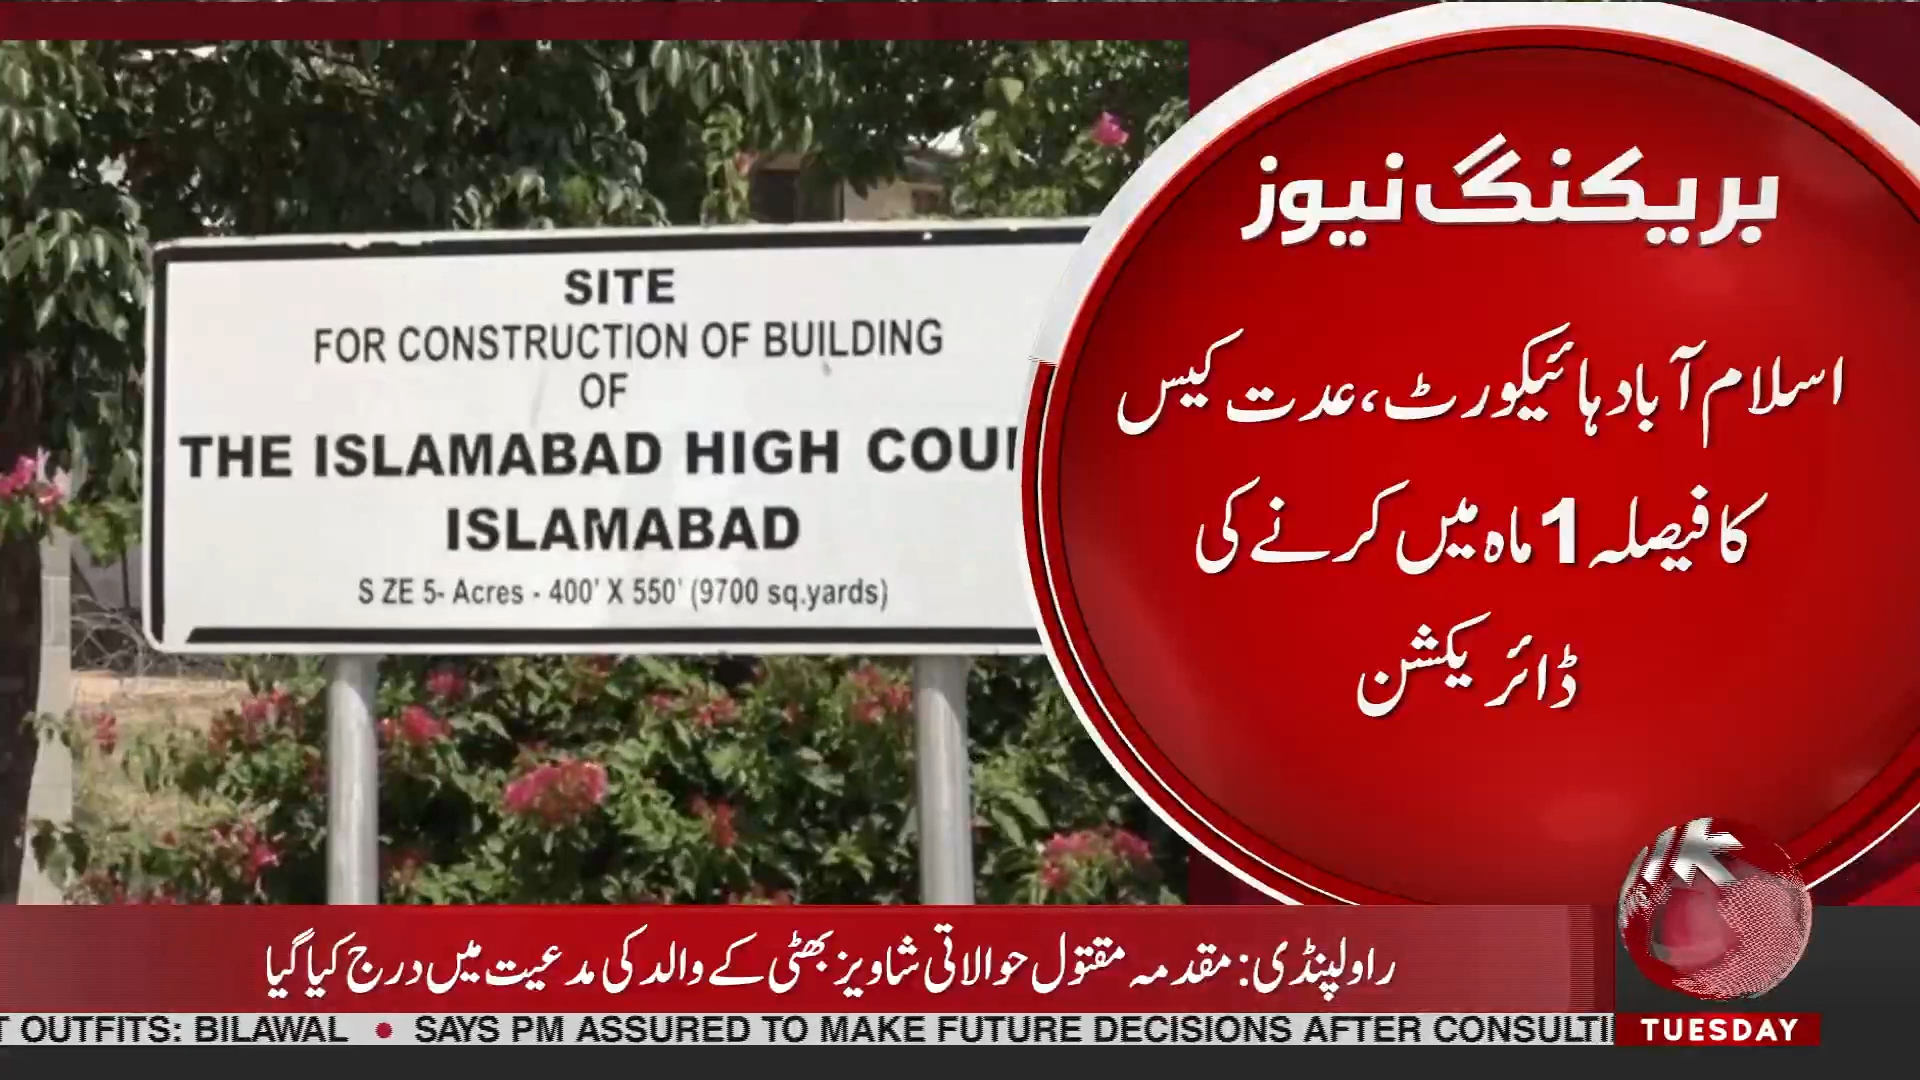 SITE
FOR CONSTRUCTION OF BUILDING
OF
THE ISLAMABAD HIGH COU
ISLAMABAD
S ZE 5- Acres - 400' X 550' (9700 sq.yards)
بریکنگ نیوز
اسلام آباد ہائیکورٹ، عدت کیس
کا فیصلہ 1 ماہ میں کرنے کی
ڈائریکشن
راولپنڈی: مقدمہ مقتول حوالاتی شاویز بھٹی کے والد کی مدعیت میں درج کیا گیا
T OUTFITS: BILAWAL • SAYS PM ASSURED TO MAKE FUTURE DECISIONS AFTER CONSULTI
TUESDAY